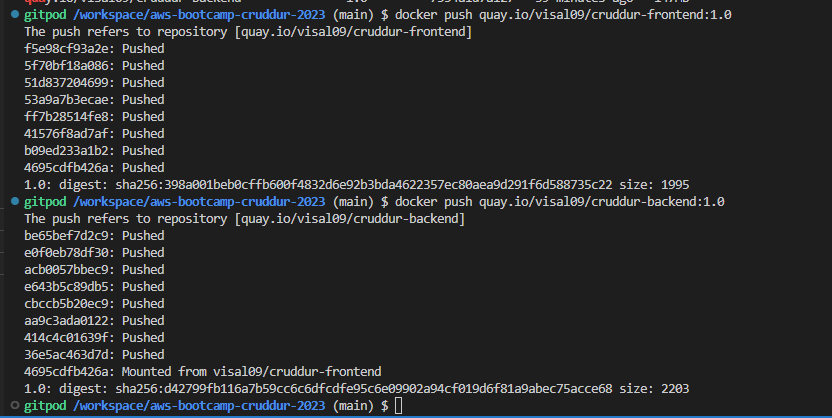 gitpod /workspace/aws-bootcamp-cruddur-2023 (main) $ docker push quay.io/visal09/cruddur-frontend:1.0
The push refers to repository [quay.io/visal09/cruddur-frontend]
f5e98cf93a2e: Pushed
5f70bf18a086: Pushed
51d837204699: Pushed
53a9a7b3ecae: Pushed
ff7b28514fe8: Pushed
41576f8ad7af: Pushed
b09ed233a1b2: Pushed
4695cdfb426a: Pushed
1.0: digest: sha256:398a001beb0cffb600f4832d6e92b3bda4622357ec80aea9d291f6d588735c22 size: 1995
gitpod /workspace/aws-bootcamp-cruddur-2023 (main) $ docker push quay.io/visal09/cruddur-backend:1.0
The push refers to repository [quay.io/visal09/cruddur-backend]
be65bef7d2c9: Pushed
e0f0eb78df30: Pushed
acb0057bbec9: Pushed
e643b5c89db5: Pushed
cbccb5b20ec9: Pushed
aa9c3ada0122: Pushed
414c4c01639f: Pushed
36e5ac463d7d: Pushed
4695cdfb426a: Mounted from visal09/cruddur-frontend
1.0: digest: sha256:d42799fb116a7b59cc6c6dfcdfe95c6e09902a94cf019d6f81a9abec75acce68 size: 2203
gitpod /workspace/aws-bootcamp-cruddur-2023 (main) $